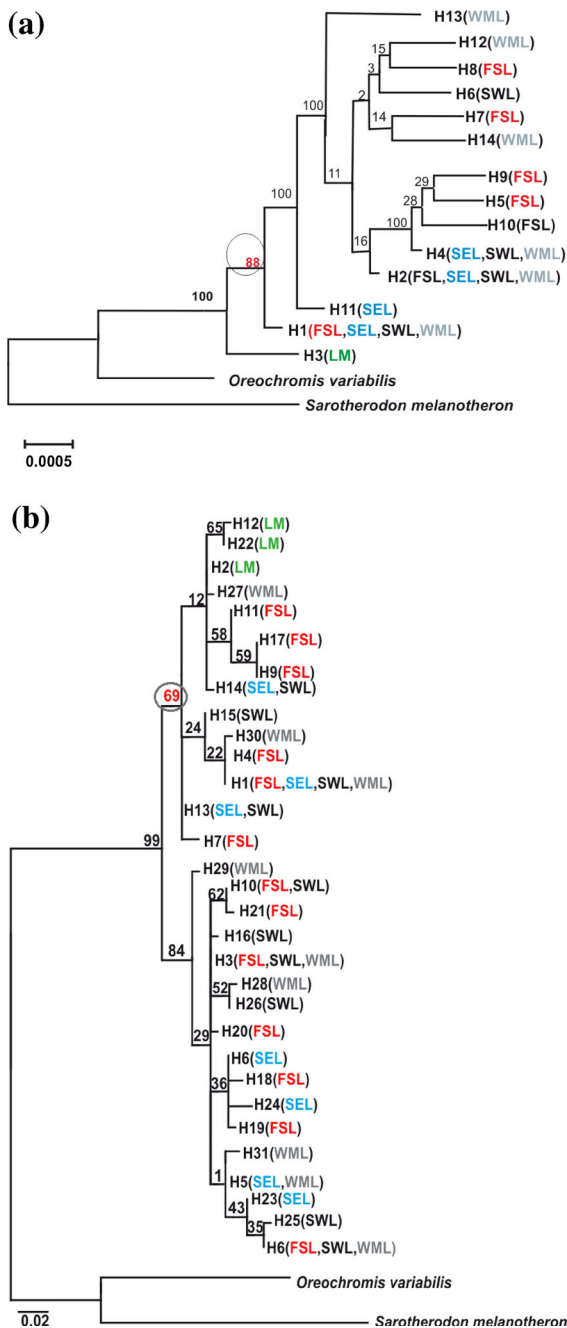 (a)
H13(WML)
H12(WML)
15
H8(FSL)
3
H6(SWL)
2
H7(FSL)
100
14
H14(WML)
11
H9(FSL)
29
H5(FSL)
28
100
H10(FSL)
100
16
H4(SEL,SWL,WML)
H2(FSL,SEL,SWL,WML)
88
100
H11(SEL)
H1(FSL,SEL,SWL,WML)
H3(LM)
Oreochromis variabilis
Sarotherodon melanotheron
0.0005
(b)
65
H12(LM)
H22(LM)
H2(LM)
H27(WML)
12
H11(FSL)
58
H17(FSL)
59
H9(FSL)
H14(SEL,SWL)
69
H15(SWL)
24
H30(WML)
22
H4(FSL)
H1(FSL,SEL,SWL,WML)
H13(SEL,SWL)
99
H7(FSL)
H29(WML)
62
H10(FSL,SWL)
H21(FSL)
H16(SWL)
84
H3(FSL,SWL,WML)
52
H28(WML)
H26(SWL)
29
H20(FSL)
H6(SEL)
36
H18(FSL)
H24(SEL)
H19(FSL)
H31(WML)
1
H5(SEL,WML)
H23(SEL)
43
H25(SWL)
35
H6(FSL,SWL,WML)
Oreochromis variabilis
0.02
Sarotherodon melanotheron